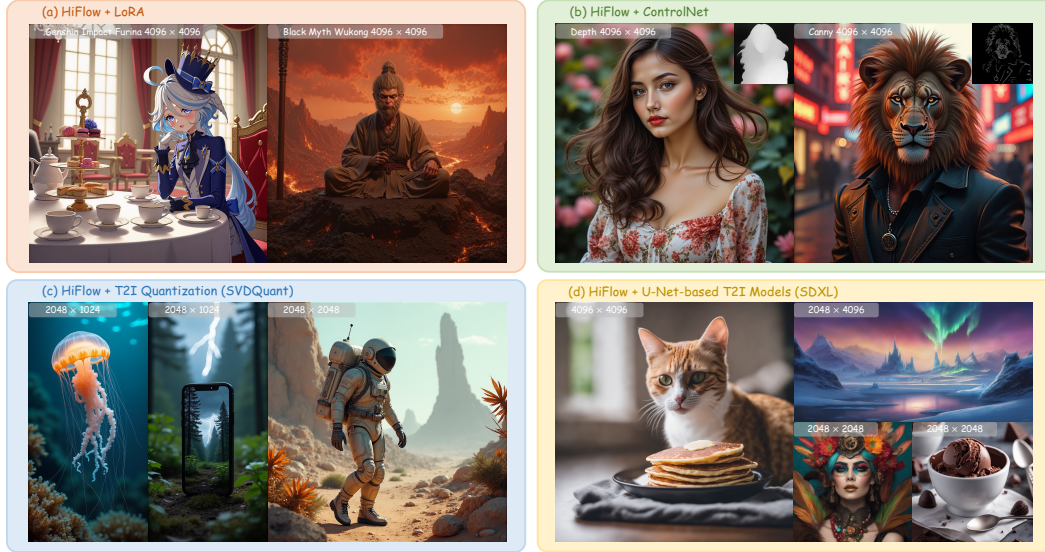 (a) HiFlow + LoRA
Genshin Impact Furina 4096 × 4096
Black Myth Wukong 4096 × 4096
(b) HiFlow + ControlNet
Depth 4096 × 4096
Canny 4096 × 4096
(c) HiFlow + T2I Quantization (SVDQuant)
2048 × 1024
2048 × 1024
2048 × 2048
(d) HiFlow + U-Net-based T2I Models (SDXL)
4096 × 4096
2048 × 4096
2048 × 2048
2048 × 2048